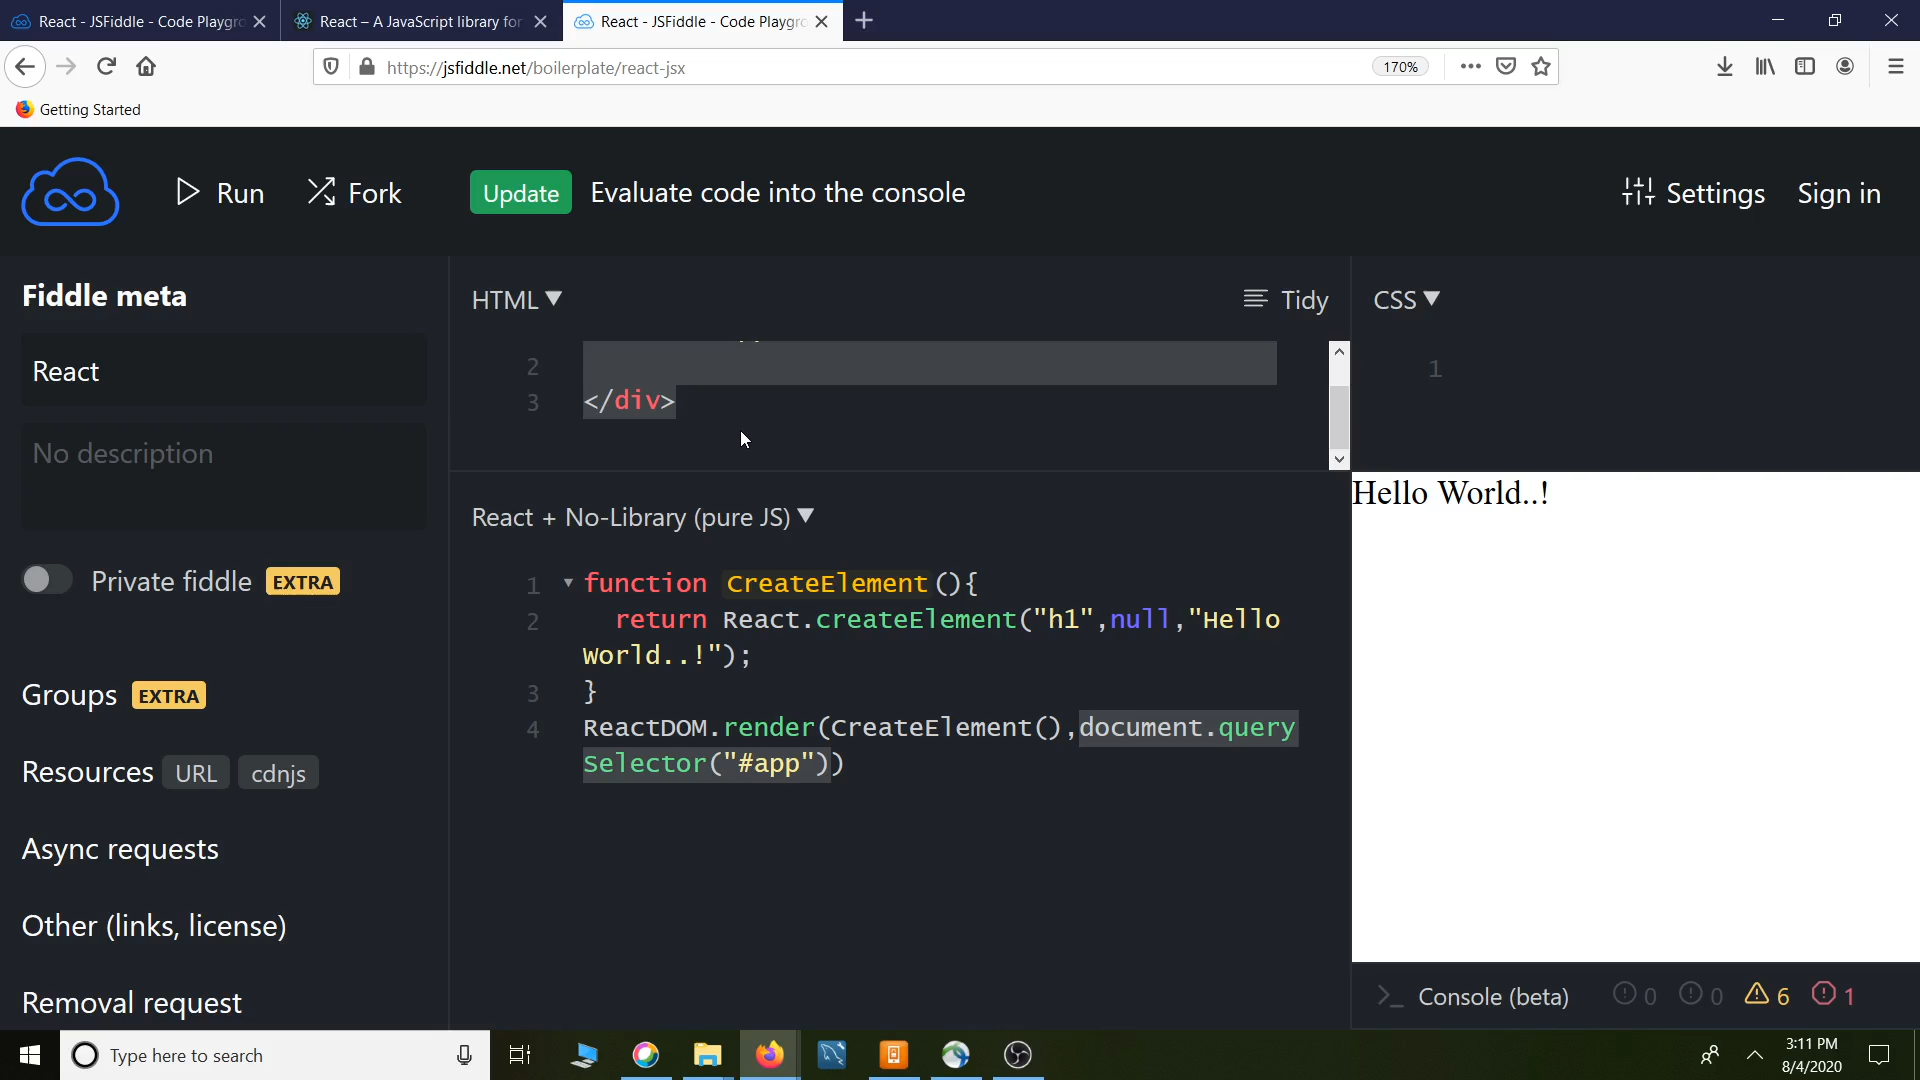 React - JSFiddle - Code Playgro
React – A JavaScript library for
React - JSFiddle - Code Playgro
https://jsfiddle.net/boilerplate/react-jsx
170%
Getting Started
Run
Fork
Update
Evaluate code into the console
Settings
Sign in
Fiddle meta
React
No description
Private fiddle EXTRA
Groups EXTRA
Resources URL cdnjs
Async requests
Other (links, license)
Removal request
HTML ▼
Tidy
2
3 </div>
CSS ▼
1
React + No-Library (pure JS) ▼
1 function CreateElement(){
2 return React.createElement("h1",null,"Hello
World..!");
3 }
4 ReactDOM.render(CreateElement(),document.query
Selector("#app"))
Hello World..!
Console (beta)
0
0
6
1
Type here to search
3:11 PM
8/4/2020